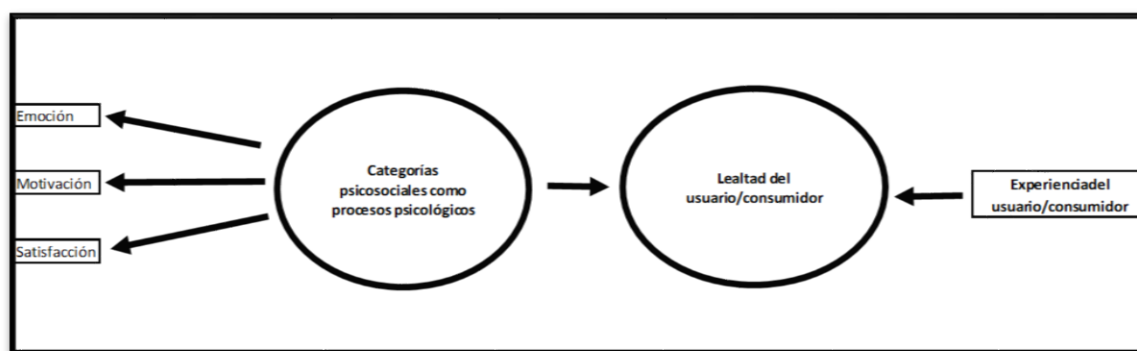 Emoción
Motivación
Satisfacción
Categorías
psicosociales como
procesos psicológicos
Lealtad del
usuario/consumidor
Experienciadel
usuario/consumidor